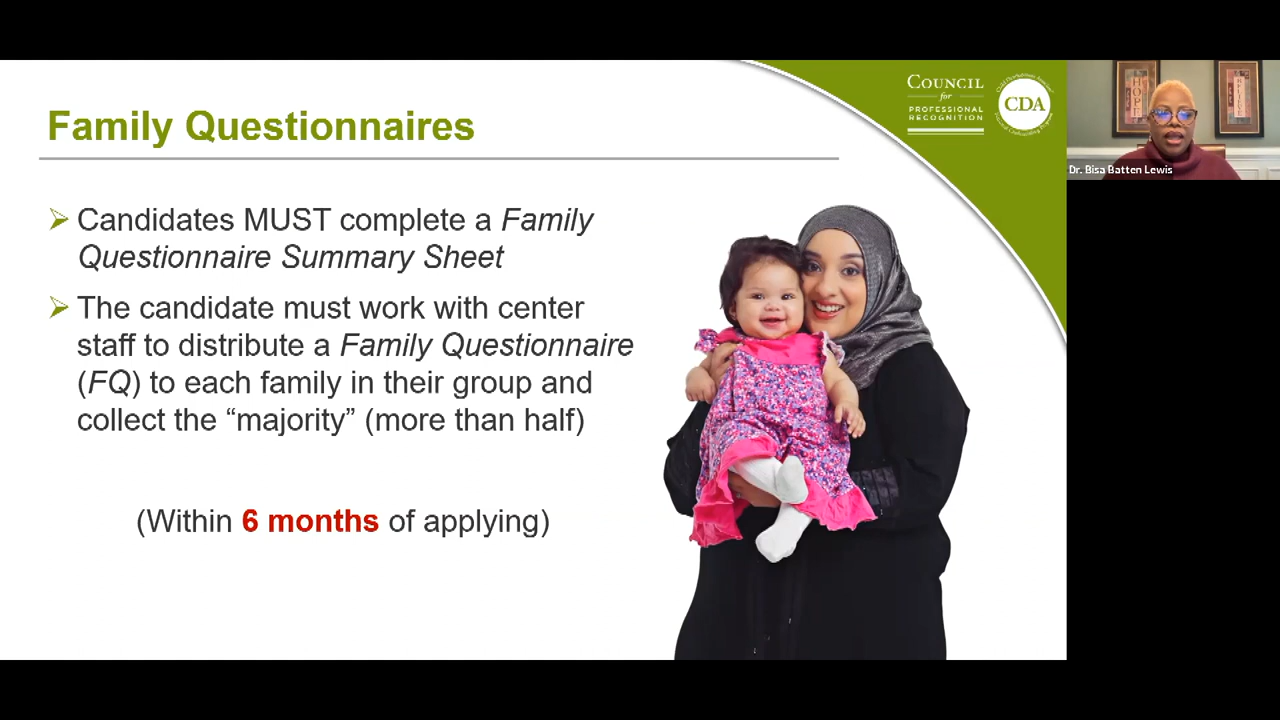 Family Questionnaires
COUNCIL
for
PROFESSIONAL
RECOGNITION
CDA
Dr. Bisa Batten Lewis
HOPE
➢ Candidates MUST complete a Family
Questionnaire Summary Sheet
➢ The candidate must work with center
staff to distribute a Family Questionnaire
(FQ) to each family in their group and
collect the “majority” (more than half)
(Within 6 months of applying)